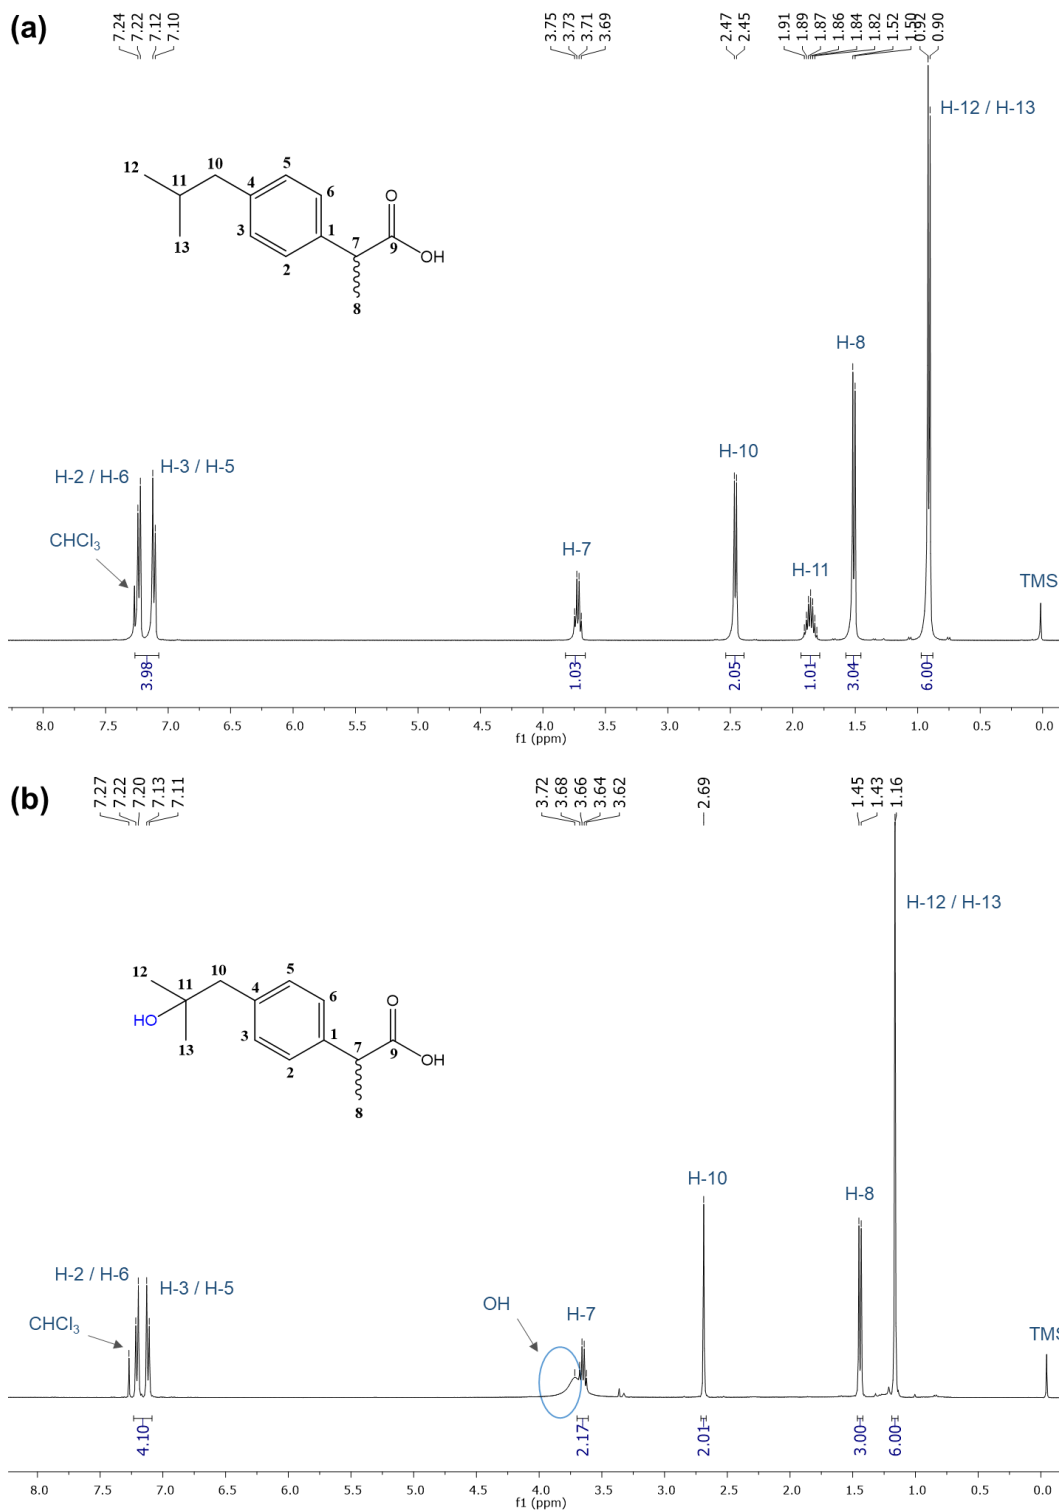 (a)
7.24 7.22 7.12 7.10 3.75 3.73 3.71 3.69 2.47 2.45 1.91 1.89 1.87 1.86 1.84 1.82 1.52 1.50 0.92 0.90
H-12 / H-13
12 10 5
11 4 6 O
13 3 1 7 9 OH
2
8
H-8
H-10
H-2 / H-6 H-3 / H-5
CHCl₃
H-7
H-11
TMS
3.98 1.03 2.05 1.01 3.04 6.00
8.0 7.5 7.0 6.5 6.0 5.5 5.0 4.5 4.0 3.5 3.0 2.5 2.0 1.5 1.0 0.5 0.0
f1 (ppm)
(b)
7.27 7.22 7.20 7.13 7.11 3.72 3.68 3.66 3.64 3.62 2.69 1.45 1.43 1.16
H-12 / H-13
12 11 10 5
4 6 O
HO 3 1 7 9 OH
13 2
8
H-10
H-8
H-2 / H-6 H-3 / H-5
CHCl₃
OH
H-7
TMS
4.10 2.17 2.01 3.00 6.00
8.0 7.5 7.0 6.5 6.0 5.5 5.0 4.5 4.0 3.5 3.0 2.5 2.0 1.5 1.0 0.5 0.0
f1 (ppm)